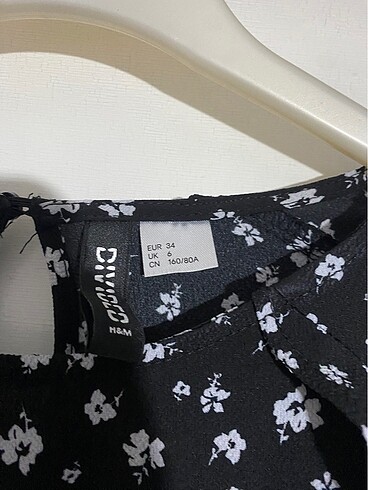 DIVIDED
H&M
EUR 34
UK 6
CN 160/80A